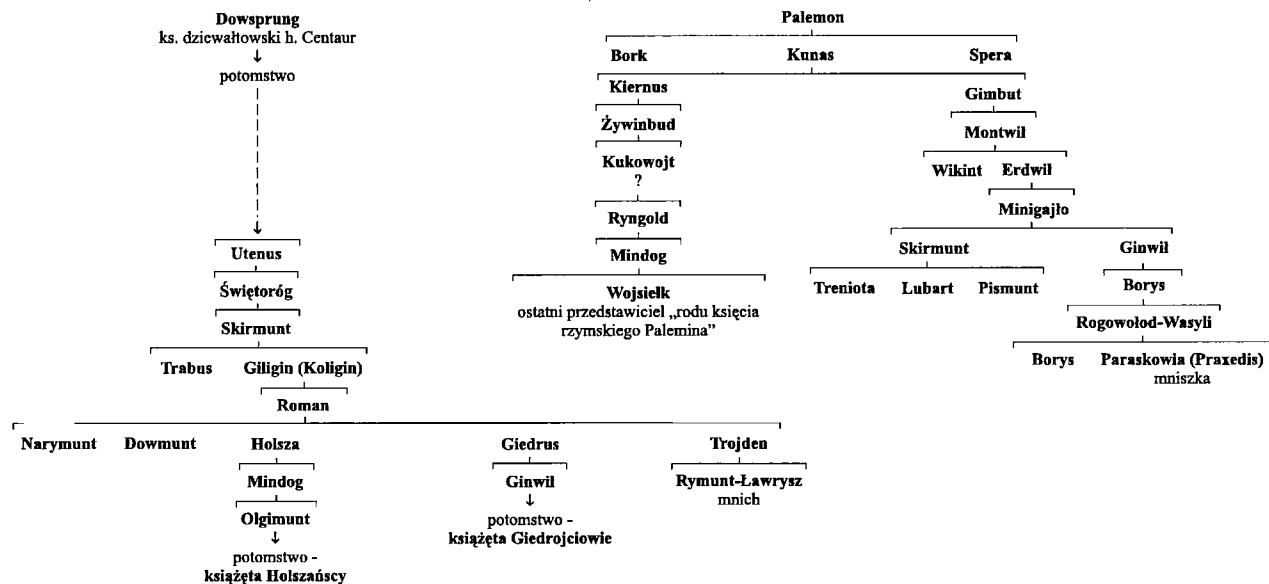 Dowsprung
ks. dziewałtowski h. Centaur
potomstwo
Utenus
Świętoróg
Skirmunt
Trabus Giligin (Koligin)
Roman
Narymunt Dowmunt Holsza Giedrus Trojden
Mindog Ginwił Rymunt-Ławrysz
mnich
Olgimunt
potomstwo -
książęta Giedrojciowie
potomstwo -
książęta Holszańscy
Palemon
Bork Kunas Spera
Kiernus
Żywinbud
Kukowojt
?
Ryngold
Mindog
Wojsiełk
ostatni przedstawiciel „rodu księcia
rzymskiego Palemina”
Gimbut
Montwił
Wikint Erdwił
Minigajło
Skirmunt Ginwił
Treniota Lubart Pismunt
Borys
Rogowołod-Wasyli
Borys Paraskowia (Praxedis)
mniszka